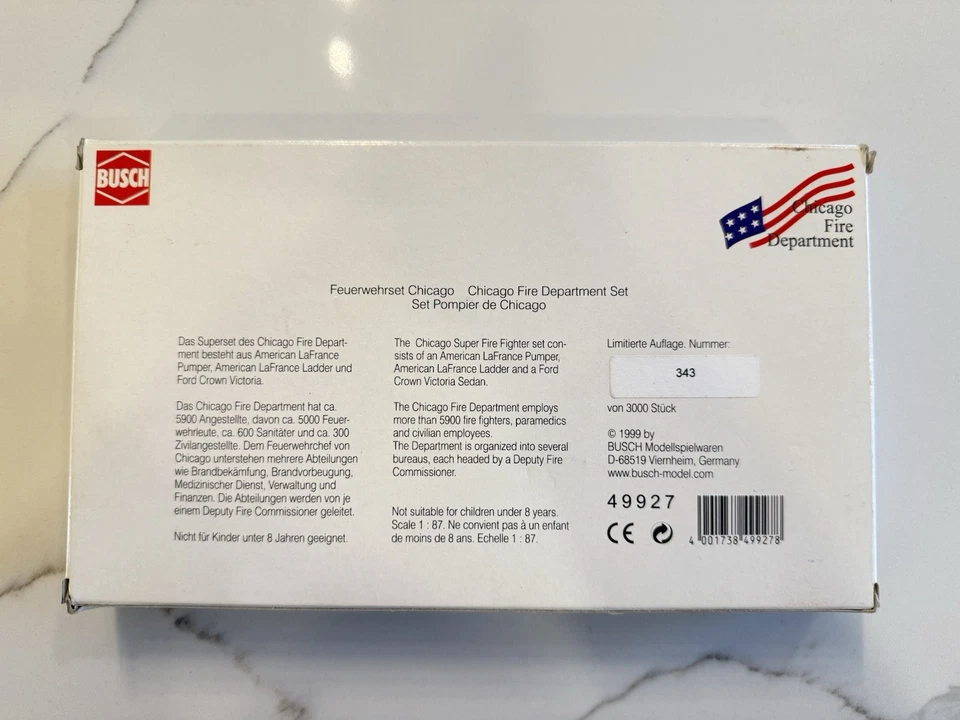 BUSCH
Chicago
Fire
Department
Feuerwehrset Chicago Chicago Fire Department Set
Set Pompier de Chicago
Das Superset des Chicago Fire Depart-
ment besteht aus American LaFrance
Pumper, American LaFrance Ladder und
Ford Crown Victoria.
Das Chicago Fire Department hat ca.
5900 Angestellte, davon ca. 5000 Feuer-
wehrleute, ca. 600 Sanitäter und ca. 300
Zivilangestellte. Dem Feuerwehrchef von
Chicago unterstehen mehrere Abteilungen
wie Brandbekämfung, Brandvorbeugung,
Medizinischer Dienst, Verwaltung und
Finanzen. Die Abteilungen werden von je
einem Deputy Fire Commissioner geleitet.
Nicht für Kinder unter 8 Jahren geeignet.
The Chicago Super Fire Fighter set con-
sists of an American LaFrance Pumper,
American LaFrance Ladder and a Ford
Crown Victoria Sedan.
The Chicago Fire Department employs
more than 5900 fire fighters, paramedics
and civilian employees.
The Department is organized into several
bureaus, each headed by a Deputy Fire
Commissioner.
Not suitable for children under 8 years.
Scale 1 : 87. Ne convient pas à un enfant
de moins de 8 ans. Echelle 1 : 87.
Limitierte Auflage. Nummer:
343
von 3000 Stück
© 1999 by
BUSCH Modellspielwaren
D-68519 Viernheim, Germany
www.busch-model.com
49927
CE
4 001738 499278